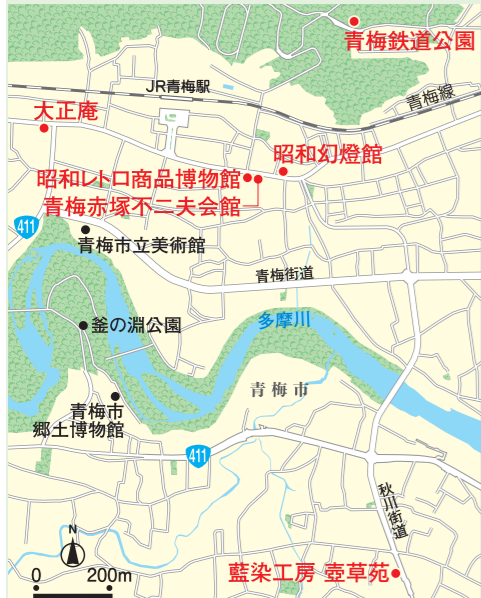 青梅鉄道公園
JR青梅駅
青梅線
大正庵
昭和幻燈館
昭和レトロ商品博物館
青梅赤塚不二夫会館
411
青梅市立美術館
青梅街道
多摩川
釜の淵公園
青梅市
青梅市
郷土博物館
411
秋川街道
N
0 200m
藍染工房 壺草苑